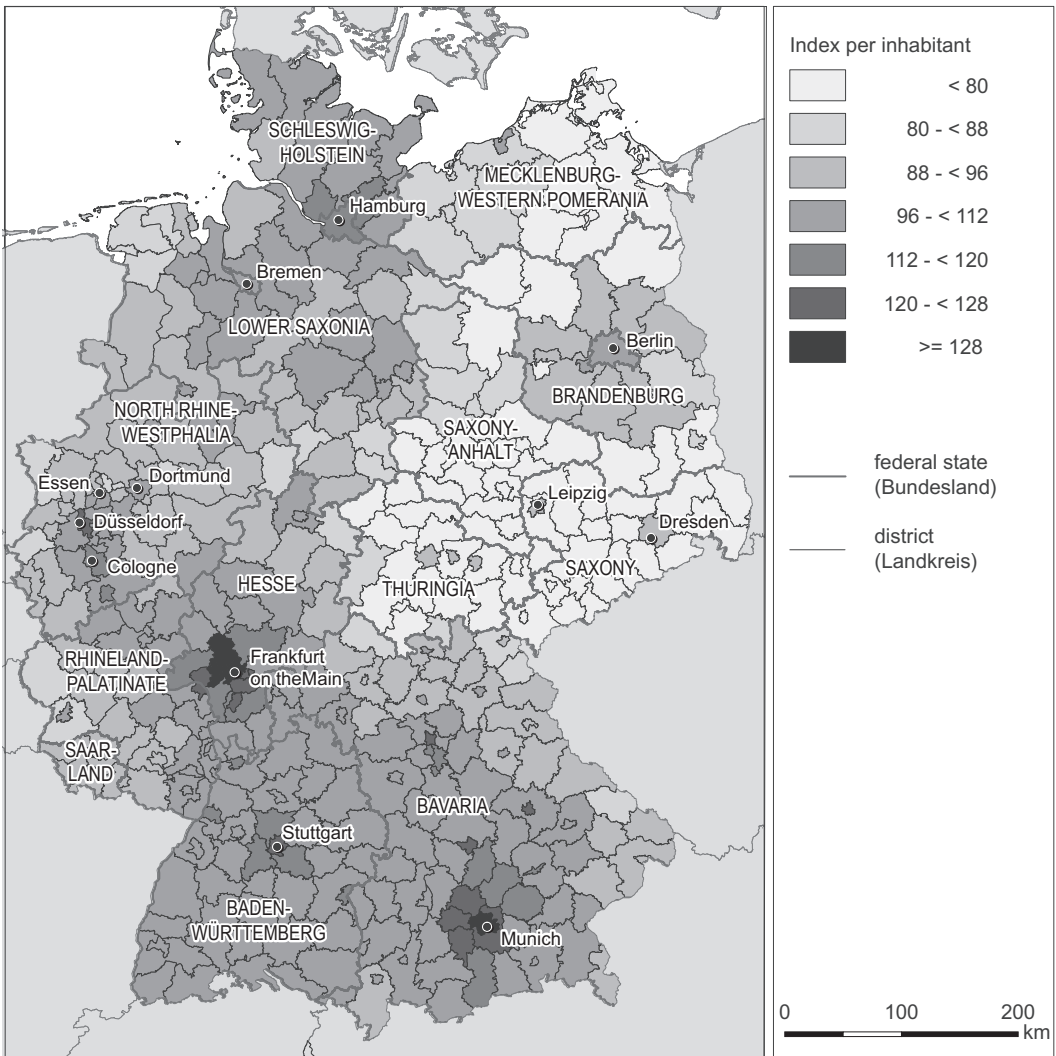 Index per inhabitant
< 80
80 - < 88
88 - < 96
96 - < 112
112 - < 120
120 - < 128
>= 128
federal state
(Bundesland)
district
(Landkreis)
0 100 200
km
SCHLESWIG-
HOLSTEIN
MECKLENBURG-
WESTERN POMERANIA
Hamburg
Bremen
LOWER SAXONIA
Berlin
BRANDENBURG
NORTH RHINE-
WESTPHALIA
SAXONY-
ANHALT
Essen
Dortmund
Leipzig
Düsseldorf
Dresden
Cologne
HESSE
THURINGIA
SAXONY
RHINELAND-
PALATINATE
Frankfurt
on theMain
SAAR-
LAND
BAVARIA
Stuttgart
BADEN-
WÜRTTEMBERG
Munich